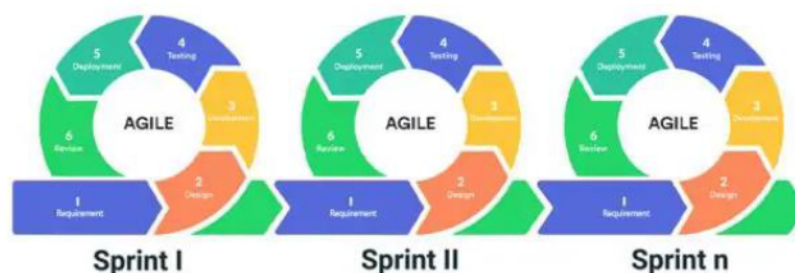 5
Deployment
4
Testing
3
Development
AGILE
6
Review
2
Design
1
Requirement
Sprint I
5
Deployment
4
Testing
3
Development
AGILE
6
Review
2
Design
1
Requirement
Sprint II
5
Deployment
4
Testing
3
Development
AGILE
6
Review
2
Design
1
Requirement
Sprint n